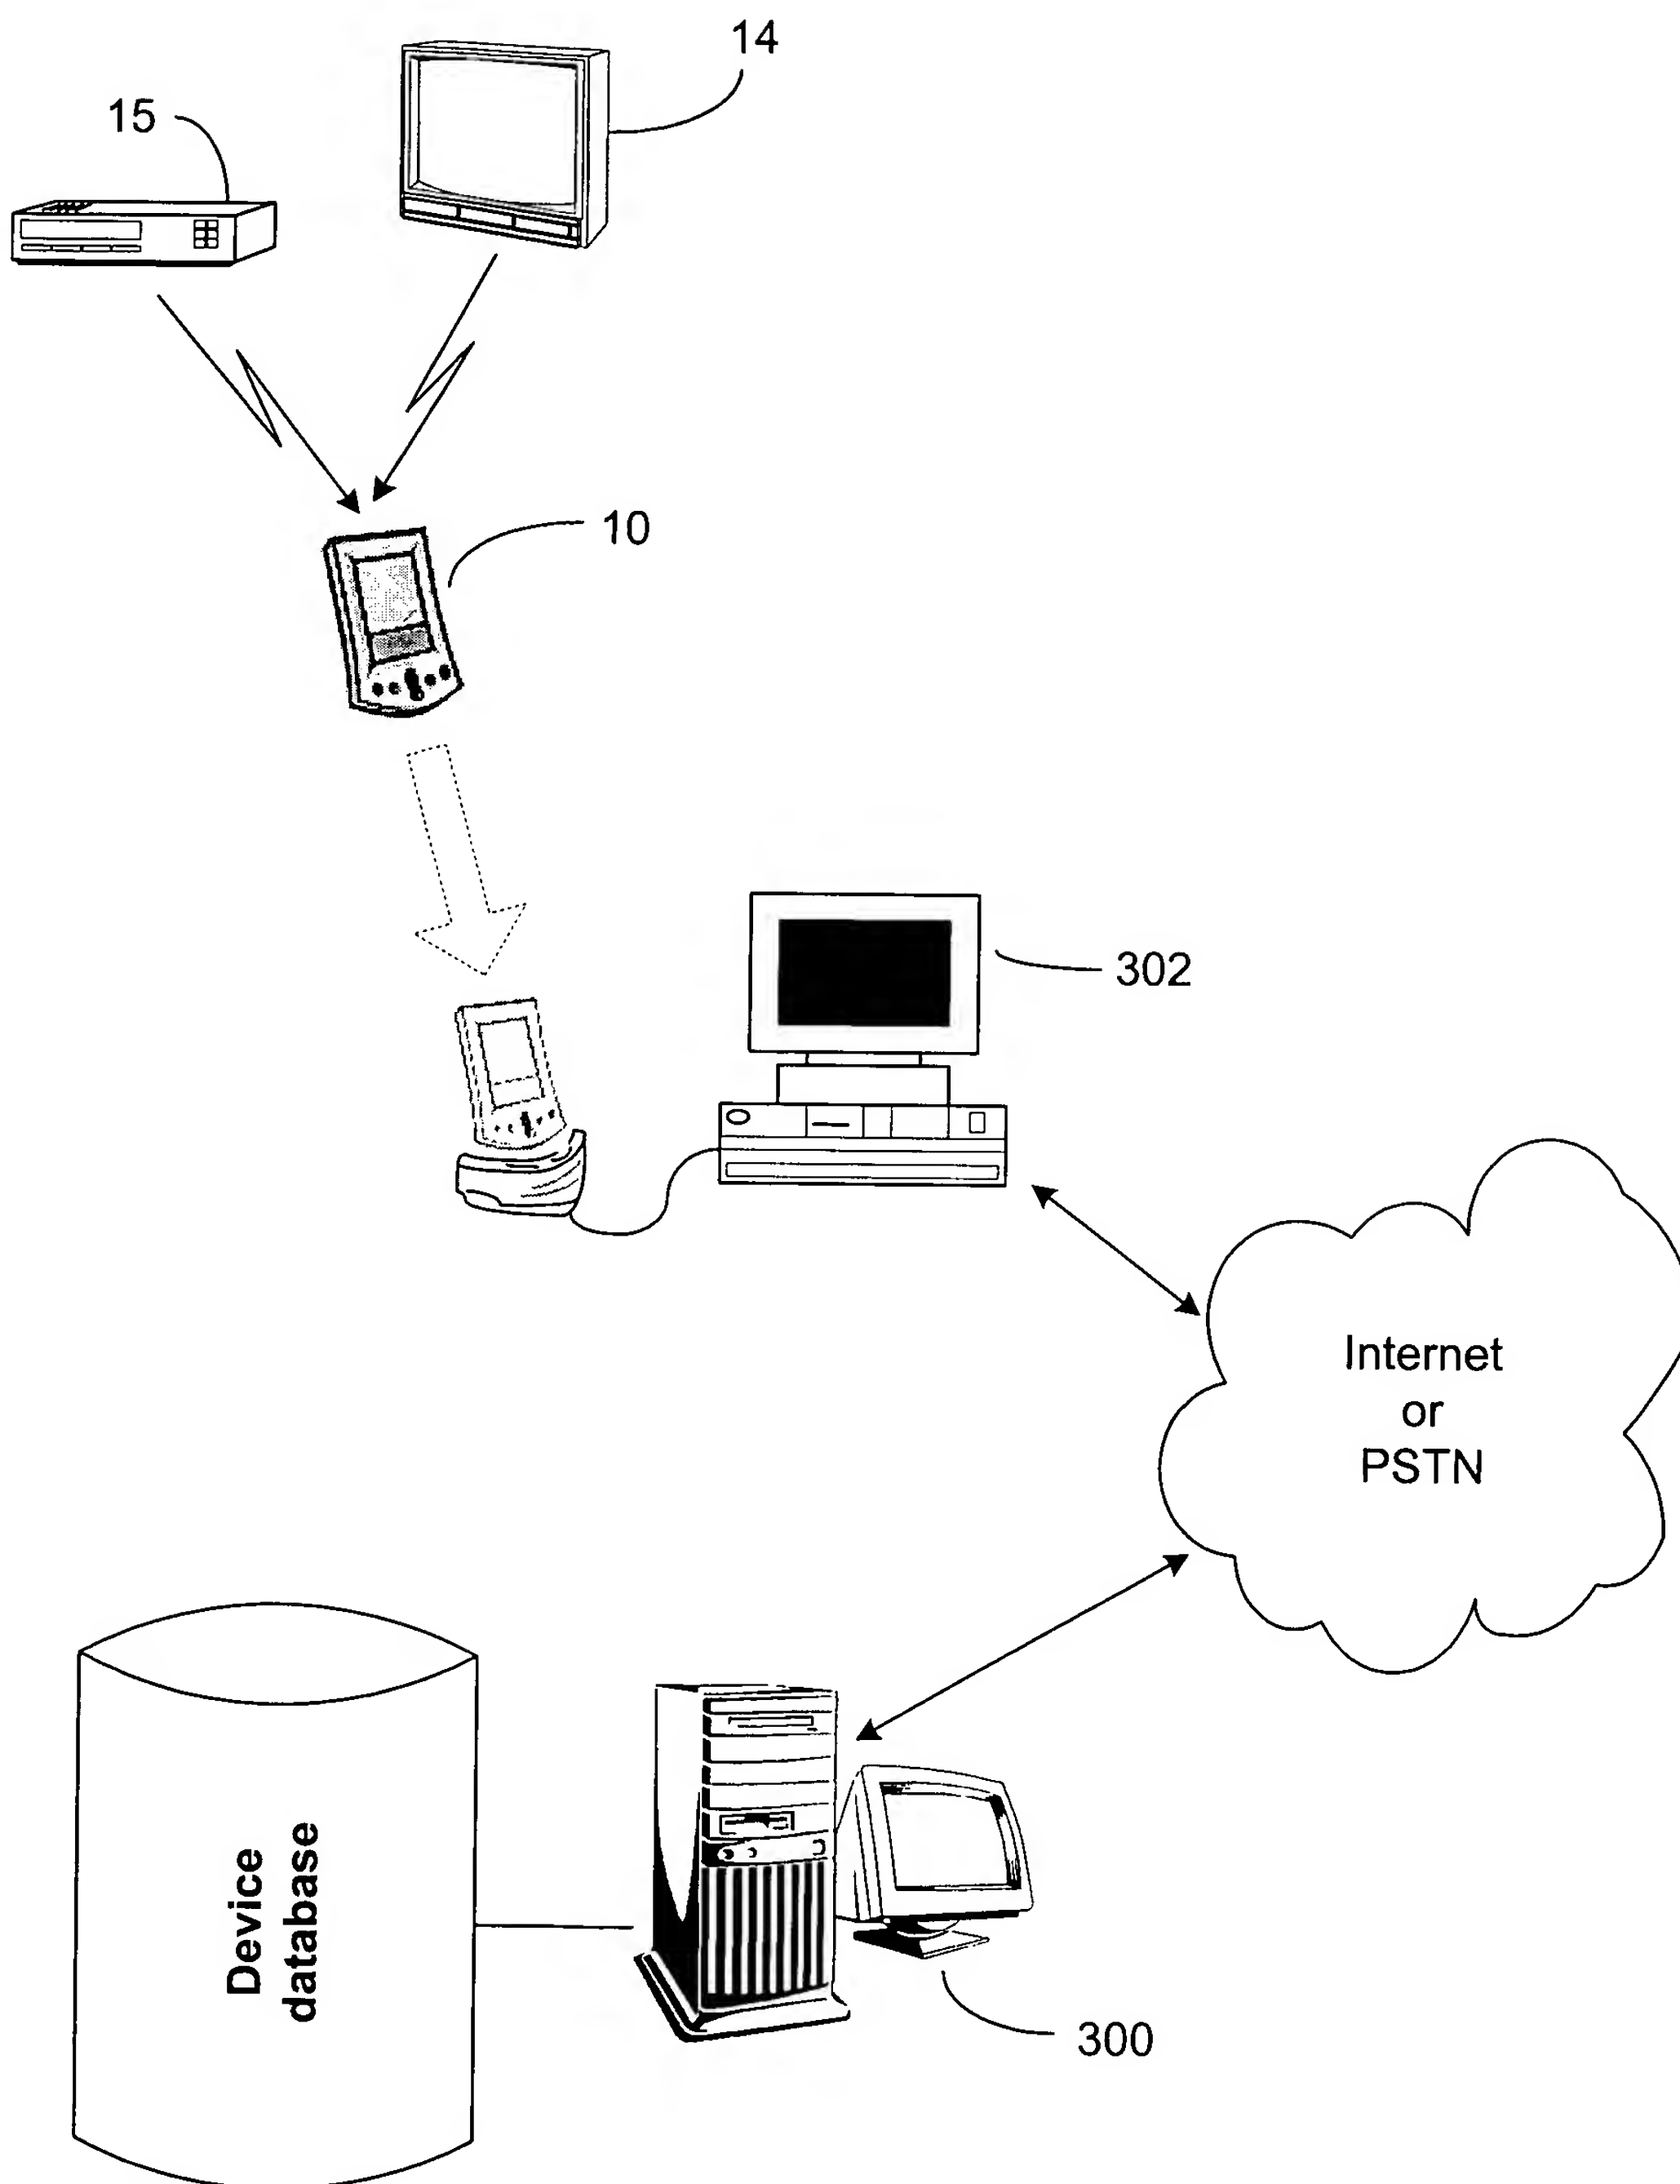 14
15
10
302
Internet
or
PSTN
Device
database
300